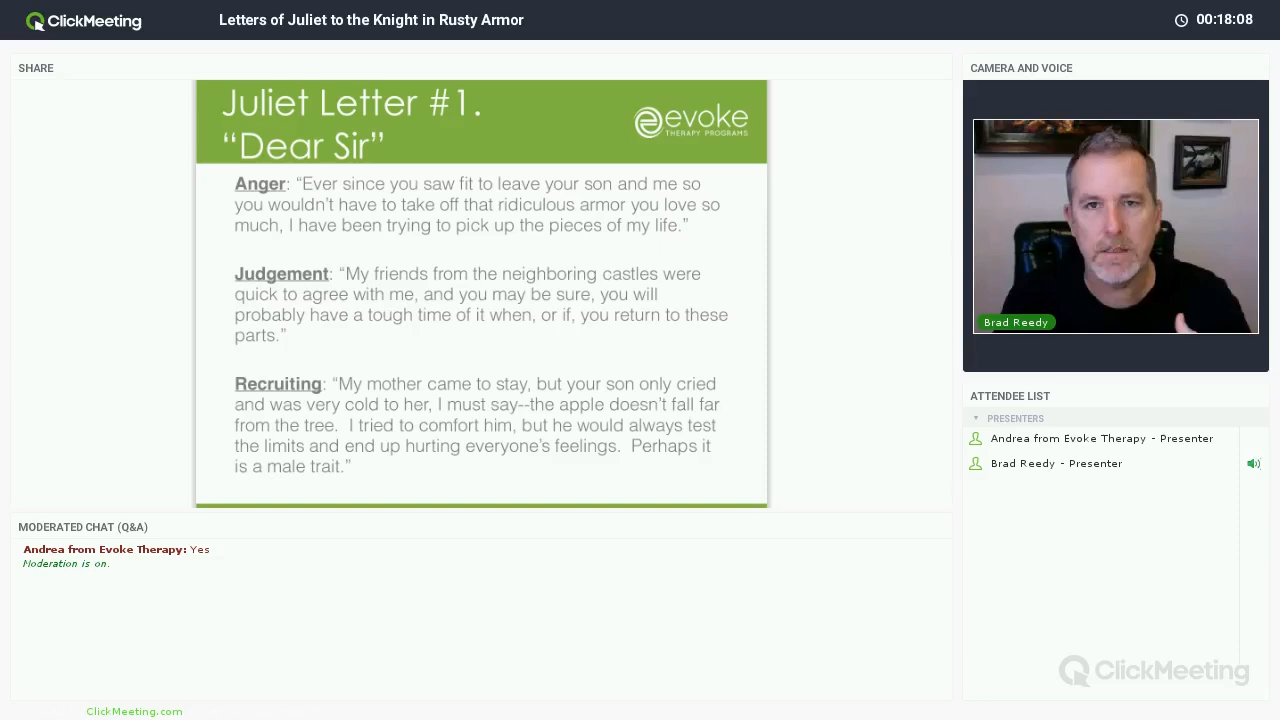 ClickMeeting
Letters of Juliet to the Knight in Rusty Armor
00:18:08
SHARE
Juliet Letter #1.
“Dear Sir”
evoke
THERAPY PROGRAMS
Anger: “Ever since you saw fit to leave your son and me so
you wouldn’t have to take off that ridiculous armor you love so
much, I have been trying to pick up the pieces of my life.”
Judgement: “My friends from the neighboring castles were
quick to agree with me, and you may be sure, you will
probably have a tough time of it when, or if, you return to these
parts.”
Recruiting: “My mother came to stay, but your son only cried
and was very cold to her, I must say--the apple doesn’t fall far
from the tree.  I tried to comfort him, but he would always test
the limits and end up hurting everyone’s feelings.  Perhaps it
is a male trait.”
MODERATED CHAT (Q&A)
Andrea from Evoke Therapy: Yes
Moderation is on.
CAMERA AND VOICE
Brad Reedy
ATTENDEE LIST
PRESENTERS
Andrea from Evoke Therapy - Presenter
Brad Reedy - Presenter
ClickMeeting
ClickMeeting.com